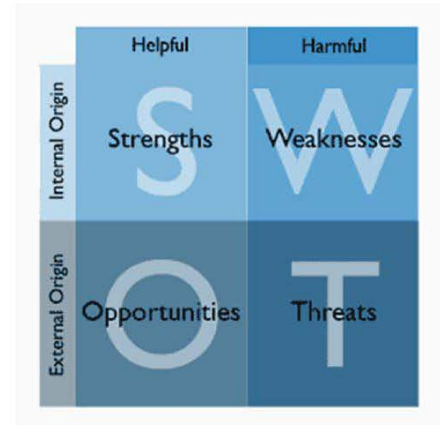 Helpful
Harmful
Internal Origin
S
Strengths
W
Weaknesses
External Origin
O
Opportunities
T
Threats